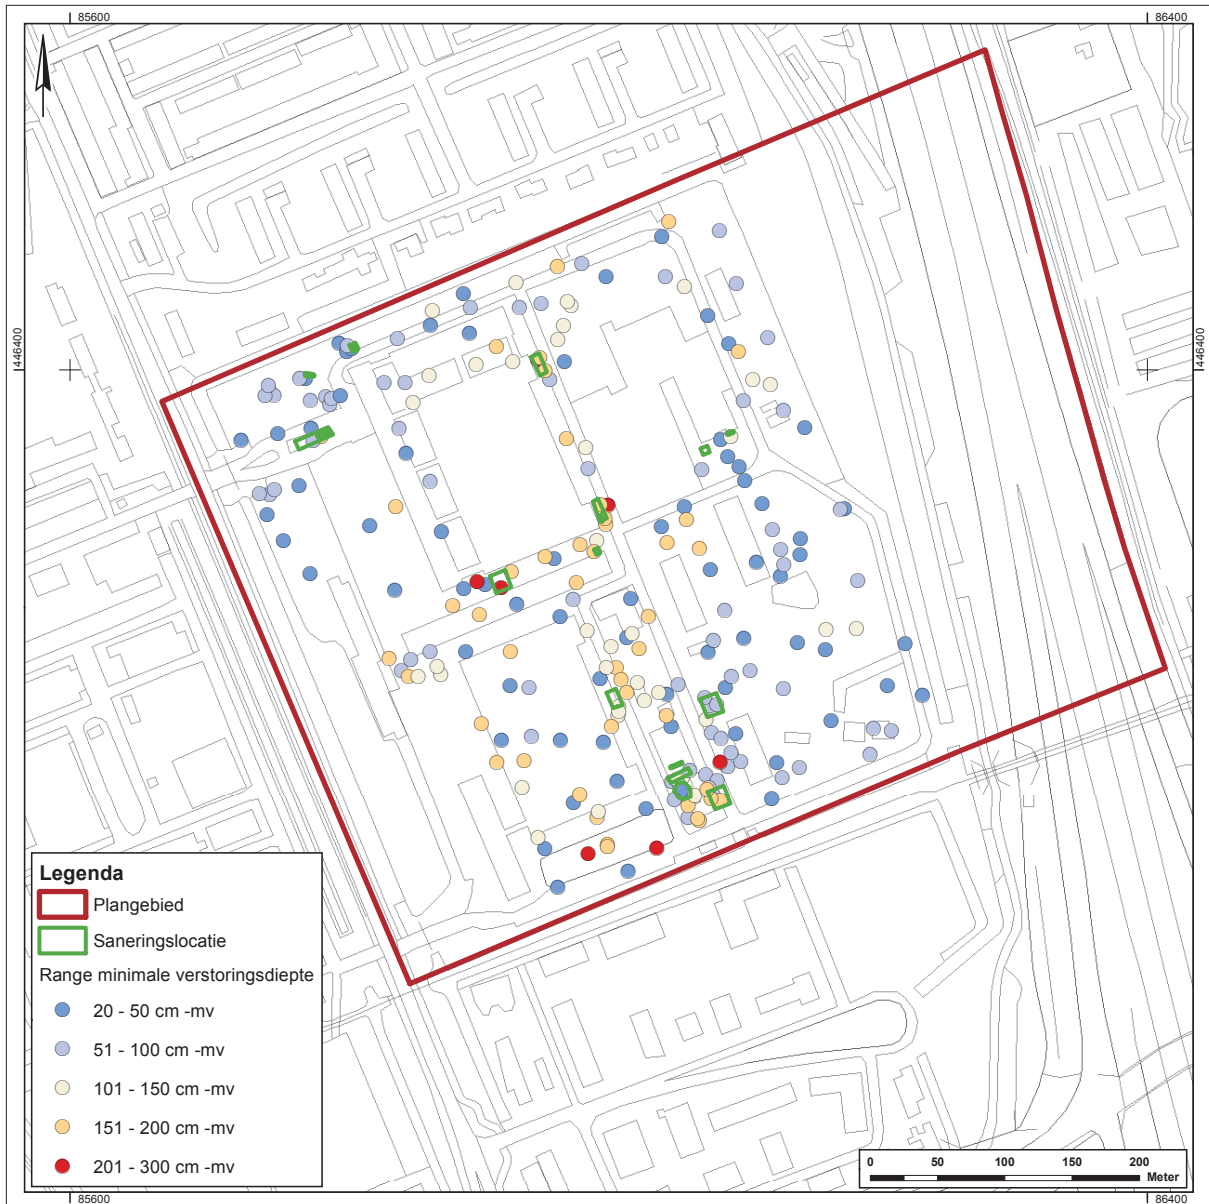 85600
86400
446400
446400
Legenda
Plangebied
Saneringslocatie
Range minimale verstoringsdiepte
20 - 50 cm -mv
51 - 100 cm -mv
101 - 150 cm -mv
151 - 200 cm -mv
201 - 300 cm -mv
0 50 100 150 200
Meter
85600
86400